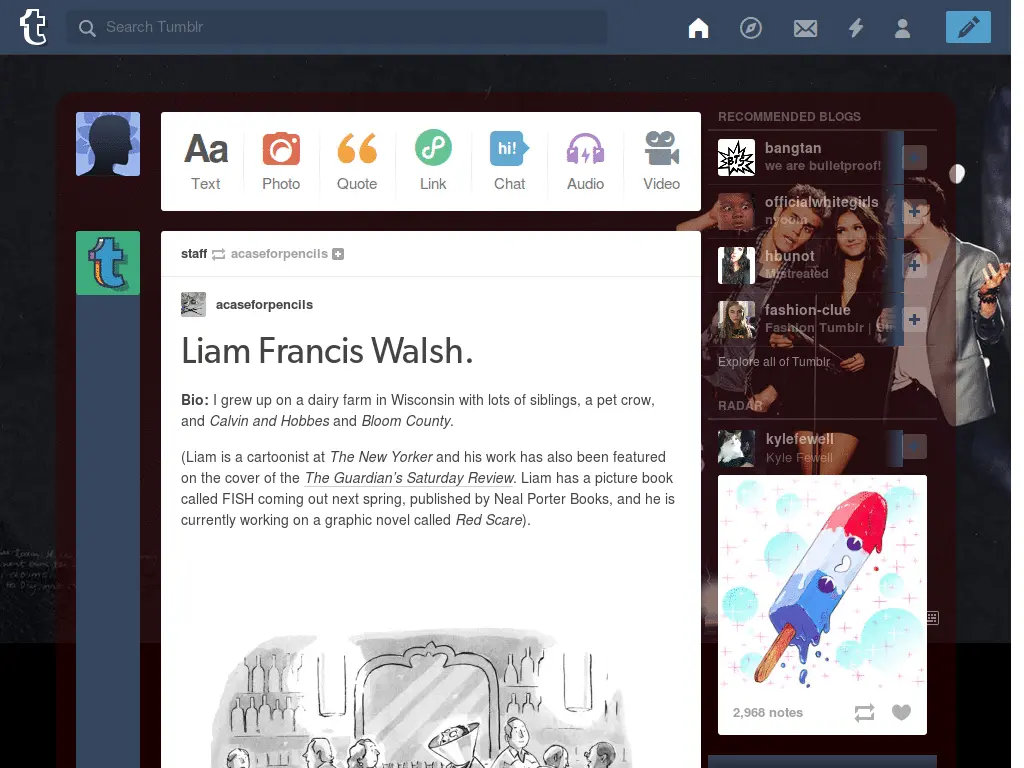 Search Tumblr
Aa
Text
Photo
Quote
Link
hi!
Chat
Audio
Video
staff acaseforpencils
acaseforpencils
Liam Francis Walsh.
Bio: I grew up on a dairy farm in Wisconsin with lots of siblings, a pet crow,
and Calvin and Hobbes and Bloom County.
(Liam is a cartoonist at The New Yorker and his work has also been featured
on the cover of the The Guardian's Saturday Review. Liam has a picture book
called FISH coming out next spring, published by Neal Porter Books, and he is
currently working on a graphic novel called Red Scare).
RECOMMENDED BLOGS
BTS
bangtan
we are bulletproof!
officialwhitegirls
nyoom
hbunot
Mistreated
fashion-clue
Fashion Tumblr |
Explore all of Tumblr
RADAR
kylefewell
Kyle Fewell
2,968 notes